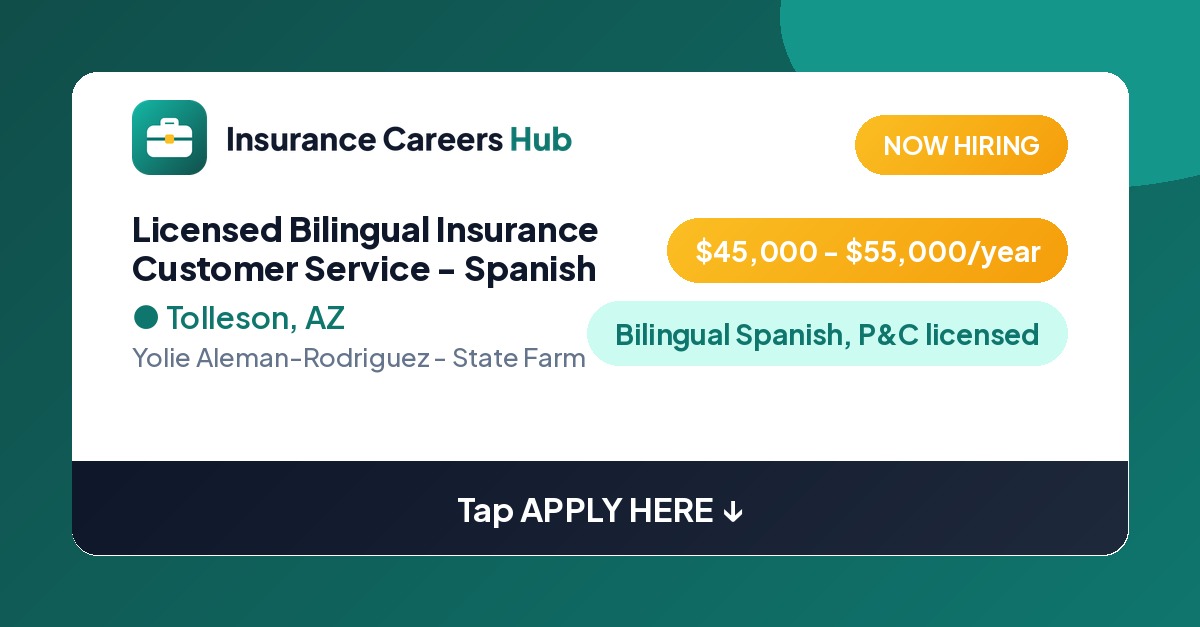 Insurance Careers Hub
NOW HIRING
Licensed Bilingual Insurance
Customer Service – Spanish
$45,000 – $55,000/year
Tolleson, AZ
Bilingual Spanish, P&C licensed
Yolie Aleman-Rodriguez - State Farm
Tap APPLY HERE ↓